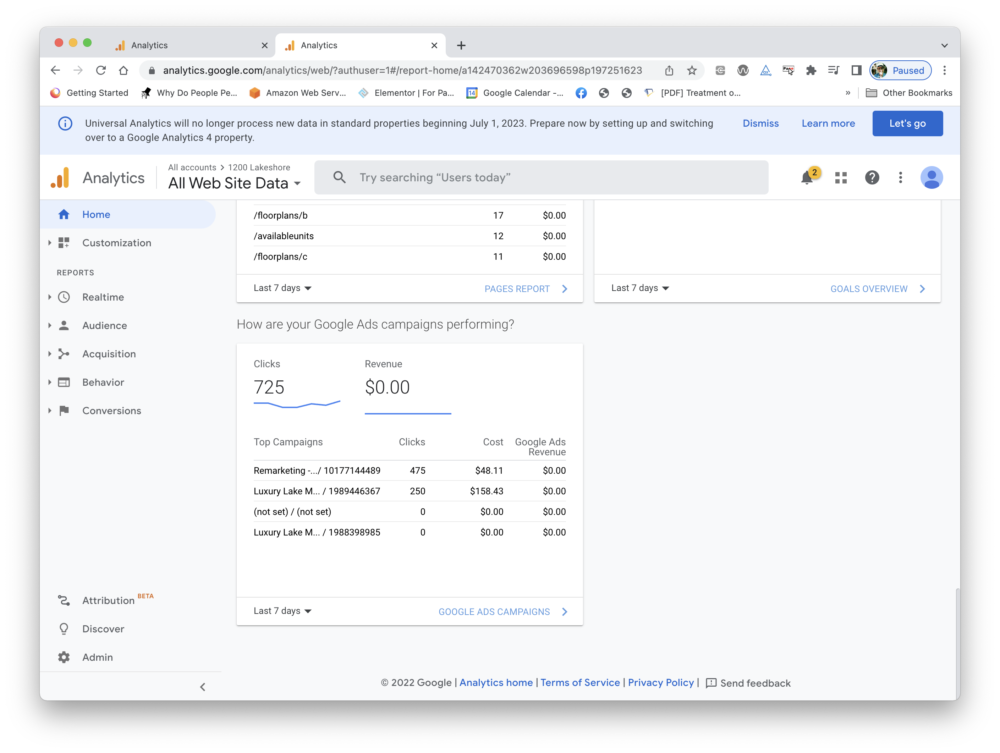 Analytics
Analytics
analytics.google.com/analytics/web/?authuser=1#/report-home/a142470362w203696598p197251623
Paused
Getting Started
Why Do People Pe...
Amazon Web Serv...
Elementor | For Pa...
14
Google Calendar -...
[PDF] Treatment o...
»
Other Bookmarks
Universal Analytics will no longer process new data in standard properties beginning July 1, 2023. Prepare now by setting up and switching
over to a Google Analytics 4 property.
Dismiss
Learn more
Let's go
Analytics
All accounts > 1200 Lakeshore
All Web Site Data
Try searching “Users today”
2
Home
Customization
REPORTS
Realtime
Audience
Acquisition
Behavior
Conversions
Attribution BETA
Discover
Admin
/floorplans/b 17 $0.00
/availableunits 12 $0.00
/floorplans/c 11 $0.00
Last 7 days PAGES REPORT
Last 7 days GOALS OVERVIEW
How are your Google Ads campaigns performing?
Clicks Revenue
725 $0.00
Top Campaigns Clicks Cost Google Ads
Revenue
Remarketing -.../ 10177144489 475 $48.11 $0.00
Luxury Lake M... / 1989446367 250 $158.43 $0.00
(not set) / (not set) 0 $0.00 $0.00
Luxury Lake M... / 1988398985 0 $0.00 $0.00
Last 7 days GOOGLE ADS CAMPAIGNS
© 2022 Google | Analytics home | Terms of Service | Privacy Policy | Send feedback